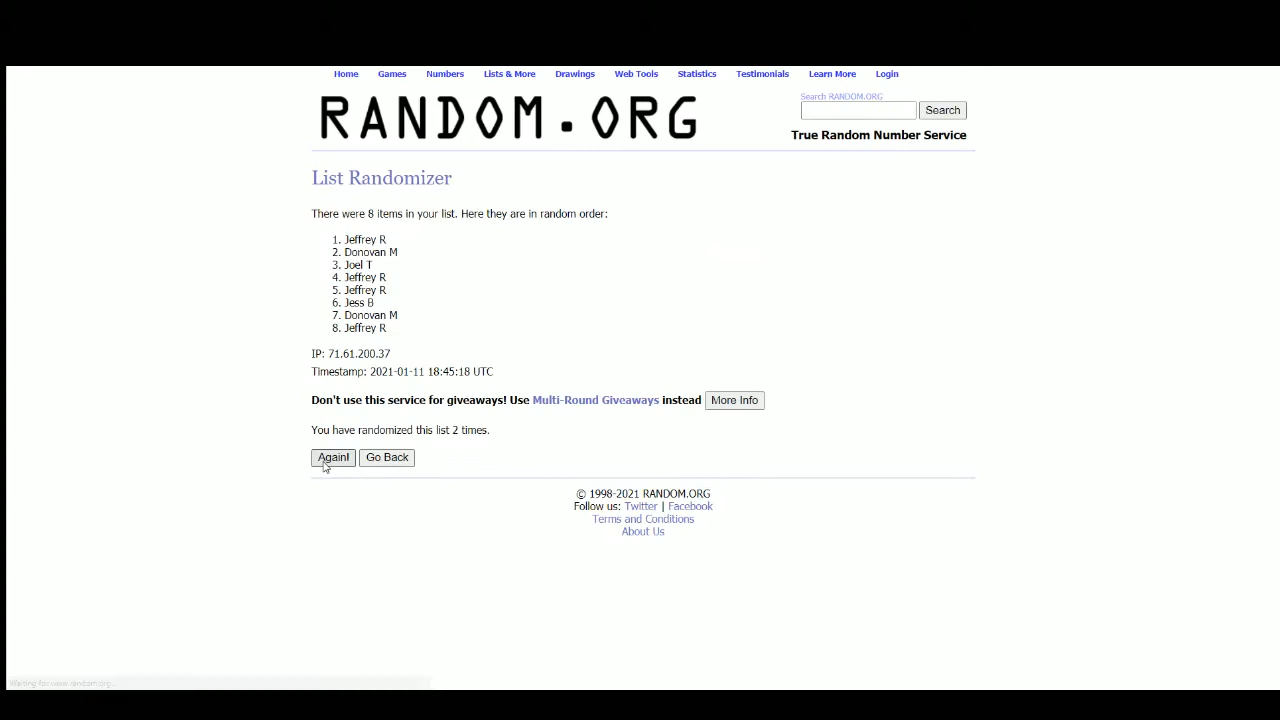 Home Games Numbers Lists & More Drawings Web Tools Statistics Testimonials Learn More Login
RANDOM.ORG
Search RANDOM.ORG
Search
True Random Number Service
List Randomizer
There were 8 items in your list. Here they are in random order:
1. Jeffrey R
2. Donovan M
3. Joel T
4. Jeffrey R
5. Jeffrey R
6. Jess B
7. Donovan M
8. Jeffrey R
IP: 71.61.200.37
Timestamp: 2021-01-11 18:45:18 UTC
Don't use this service for giveaways! Use Multi-Round Giveaways instead More Info
You have randomized this list 2 times.
Again! Go Back
© 1998-2021 RANDOM.ORG
Follow us: Twitter | Facebook
Terms and Conditions
About Us
Waiting for www.random.org...